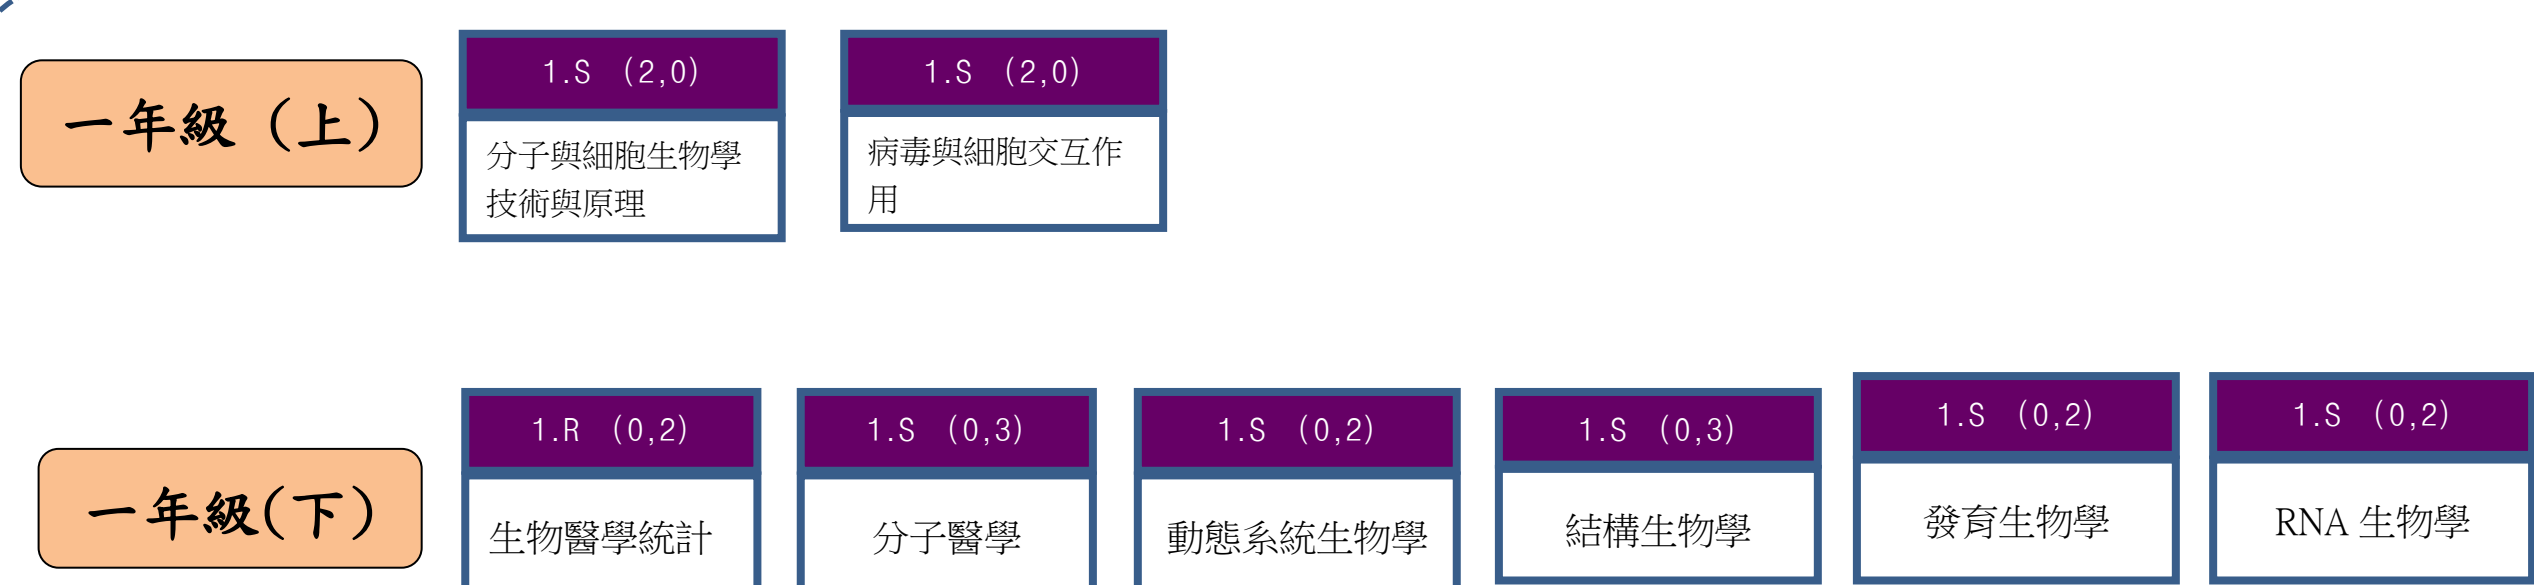 一年級（上）
1.S （2,0）
分子與細胞生物學
技術與原理
1.S （2,0）
病毒與細胞交互作
用
一年級(下)
1.R （0,2）
生物醫學統計
1.S （0,3）
分子醫學
1.S （0,2）
動態系統生物學
1.S （0,3）
結構生物學
1.S （0,2）
發育生物學
1.S （0,2）
RNA 生物學